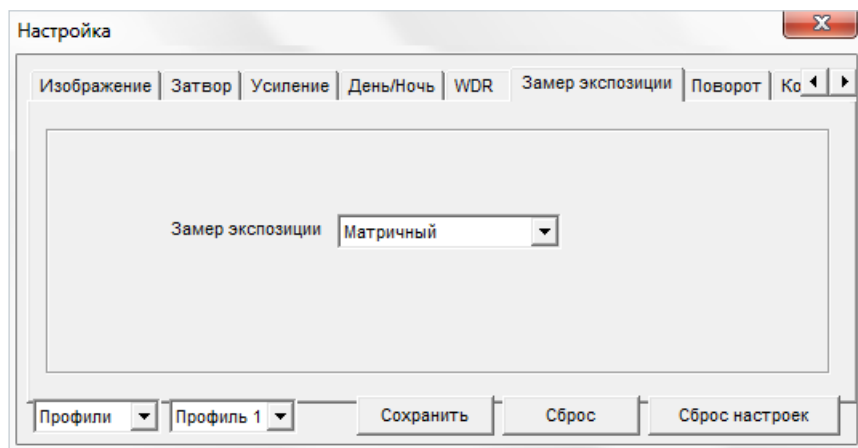 Настройка
Изображение Затвор Усиление День/Ночь WDR Замер экспозиции Поворот Ко
Замер экспозиции Матричный
Профили Профиль 1 Сохранить Сброс Сброс настроек